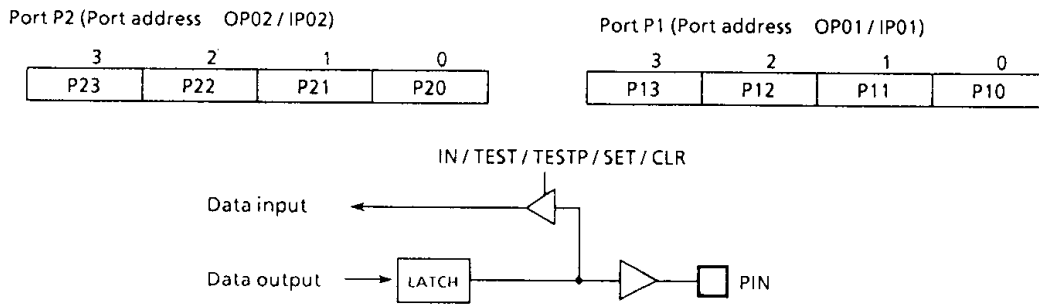 Port P2 (Port address OP02 / IP02)
3 2 1 0
P23 P22 P21 P20
Port P1 (Port address OP01 / IP01)
3 2 1 0
P13 P12 P11 P10
IN / TEST / TESTP / SET / CLR
Data input
Data output
LATCH
PIN